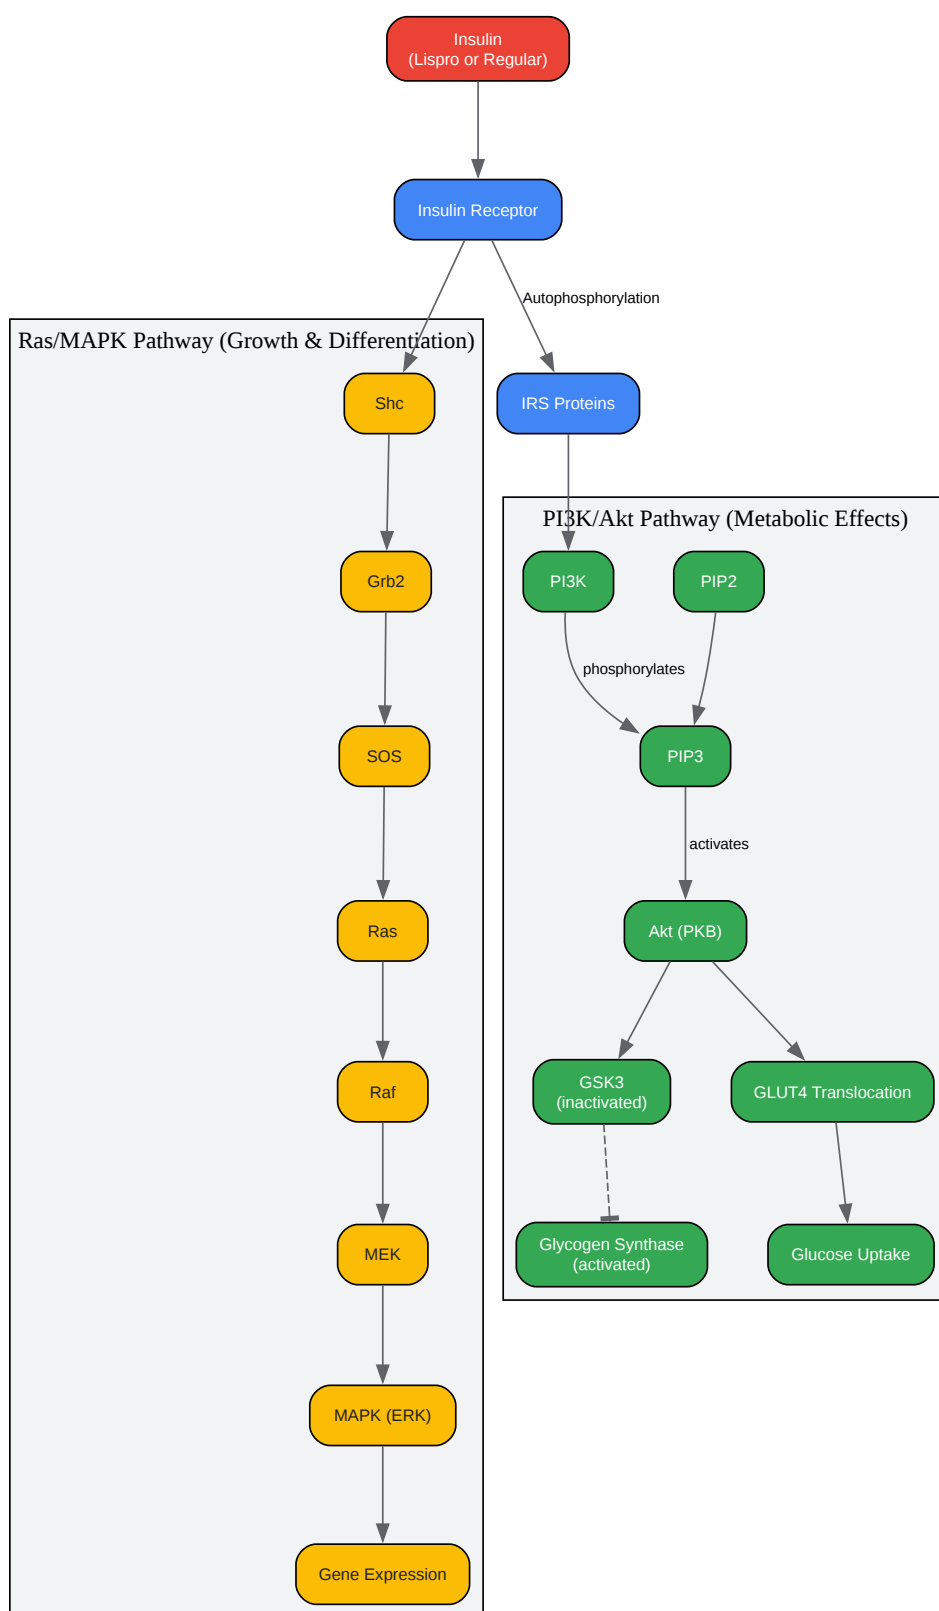 Insulin
(Lispro or Regular)
Insulin Receptor
Autophosphorylation
Ras/MAPK Pathway (Growth & Differentiation)
Shc
IRS Proteins
PI3K/Akt Pathway (Metabolic Effects)
Grb2
PI3K
PIP2
phosphorylates
SOS
PIP3
activates
Ras
Akt (PKB)
Raf
GSK3
(inactivated)
GLUT4 Translocation
MEK
Glycogen Synthase
(activated)
Glucose Uptake
MAPK (ERK)
Gene Expression